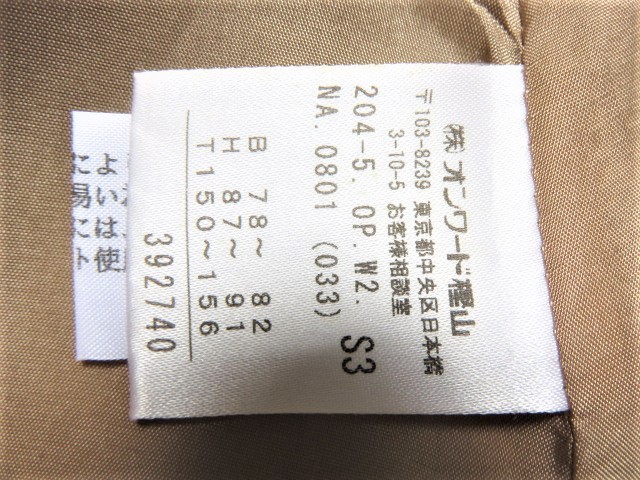 ㈱オンワード樫山
〒103-8239 東京都中央区日本橋
3-10-5 お客様相談室
204-5. OP.W2. S3
NA. 0801 (033)
B 78～ 82
H 87～ 91
T150～156
392740
によ
易い
には、
ト使